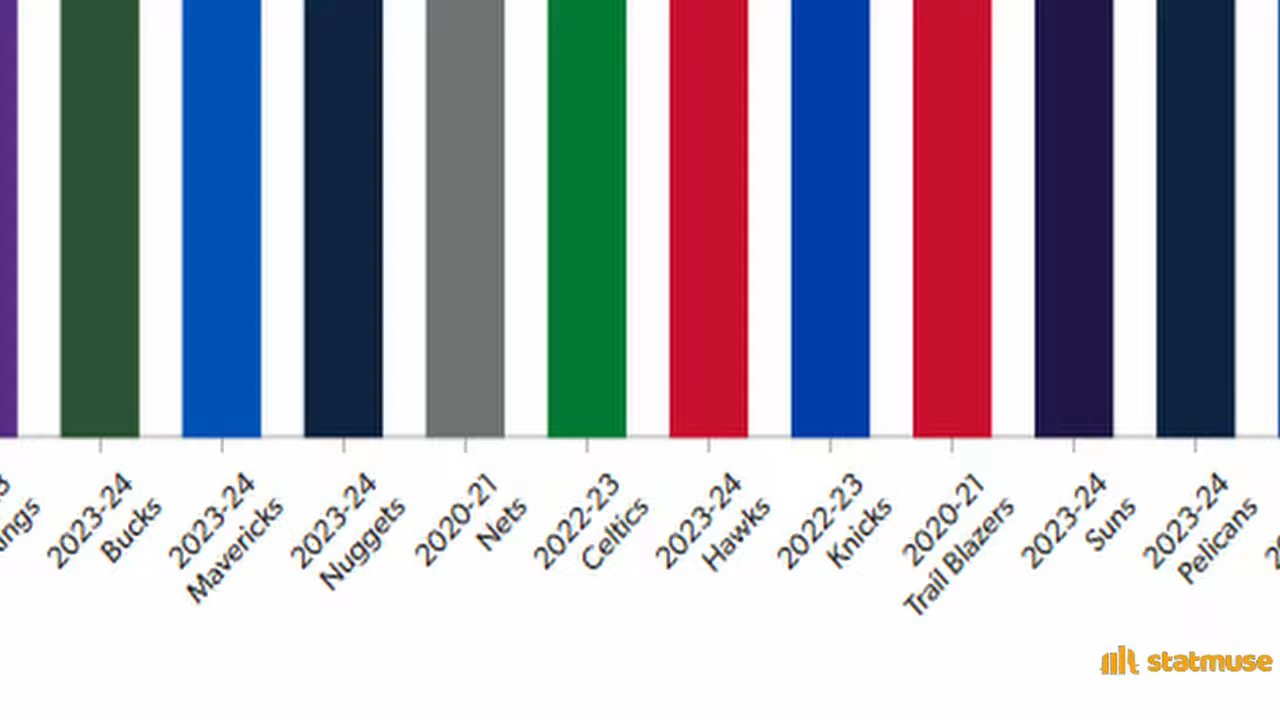 2023-24
Bucks
2023-24
Mavericks
2023-24
Nuggets
2020-21
Nets
2022-23
Celtics
2023-24
Hawks
2022-23
Knicks
2020-21
Trail Blazers
2023-24
Suns
2023-24
Pelicans
statmuse